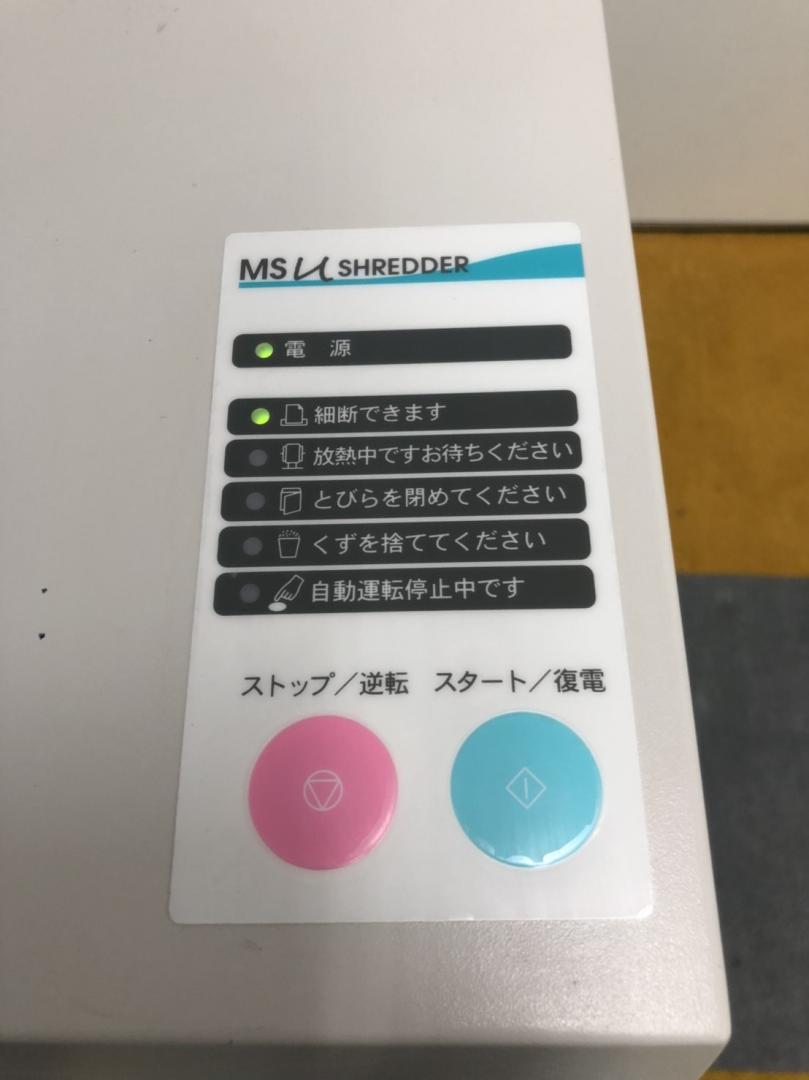 MSμ SHREDDER
電 源
細断できます
放熱中ですお待ちください
とびらを閉めてください
くずを捨ててください
自動運転停止中です
ストップ/逆転 スタート/復電